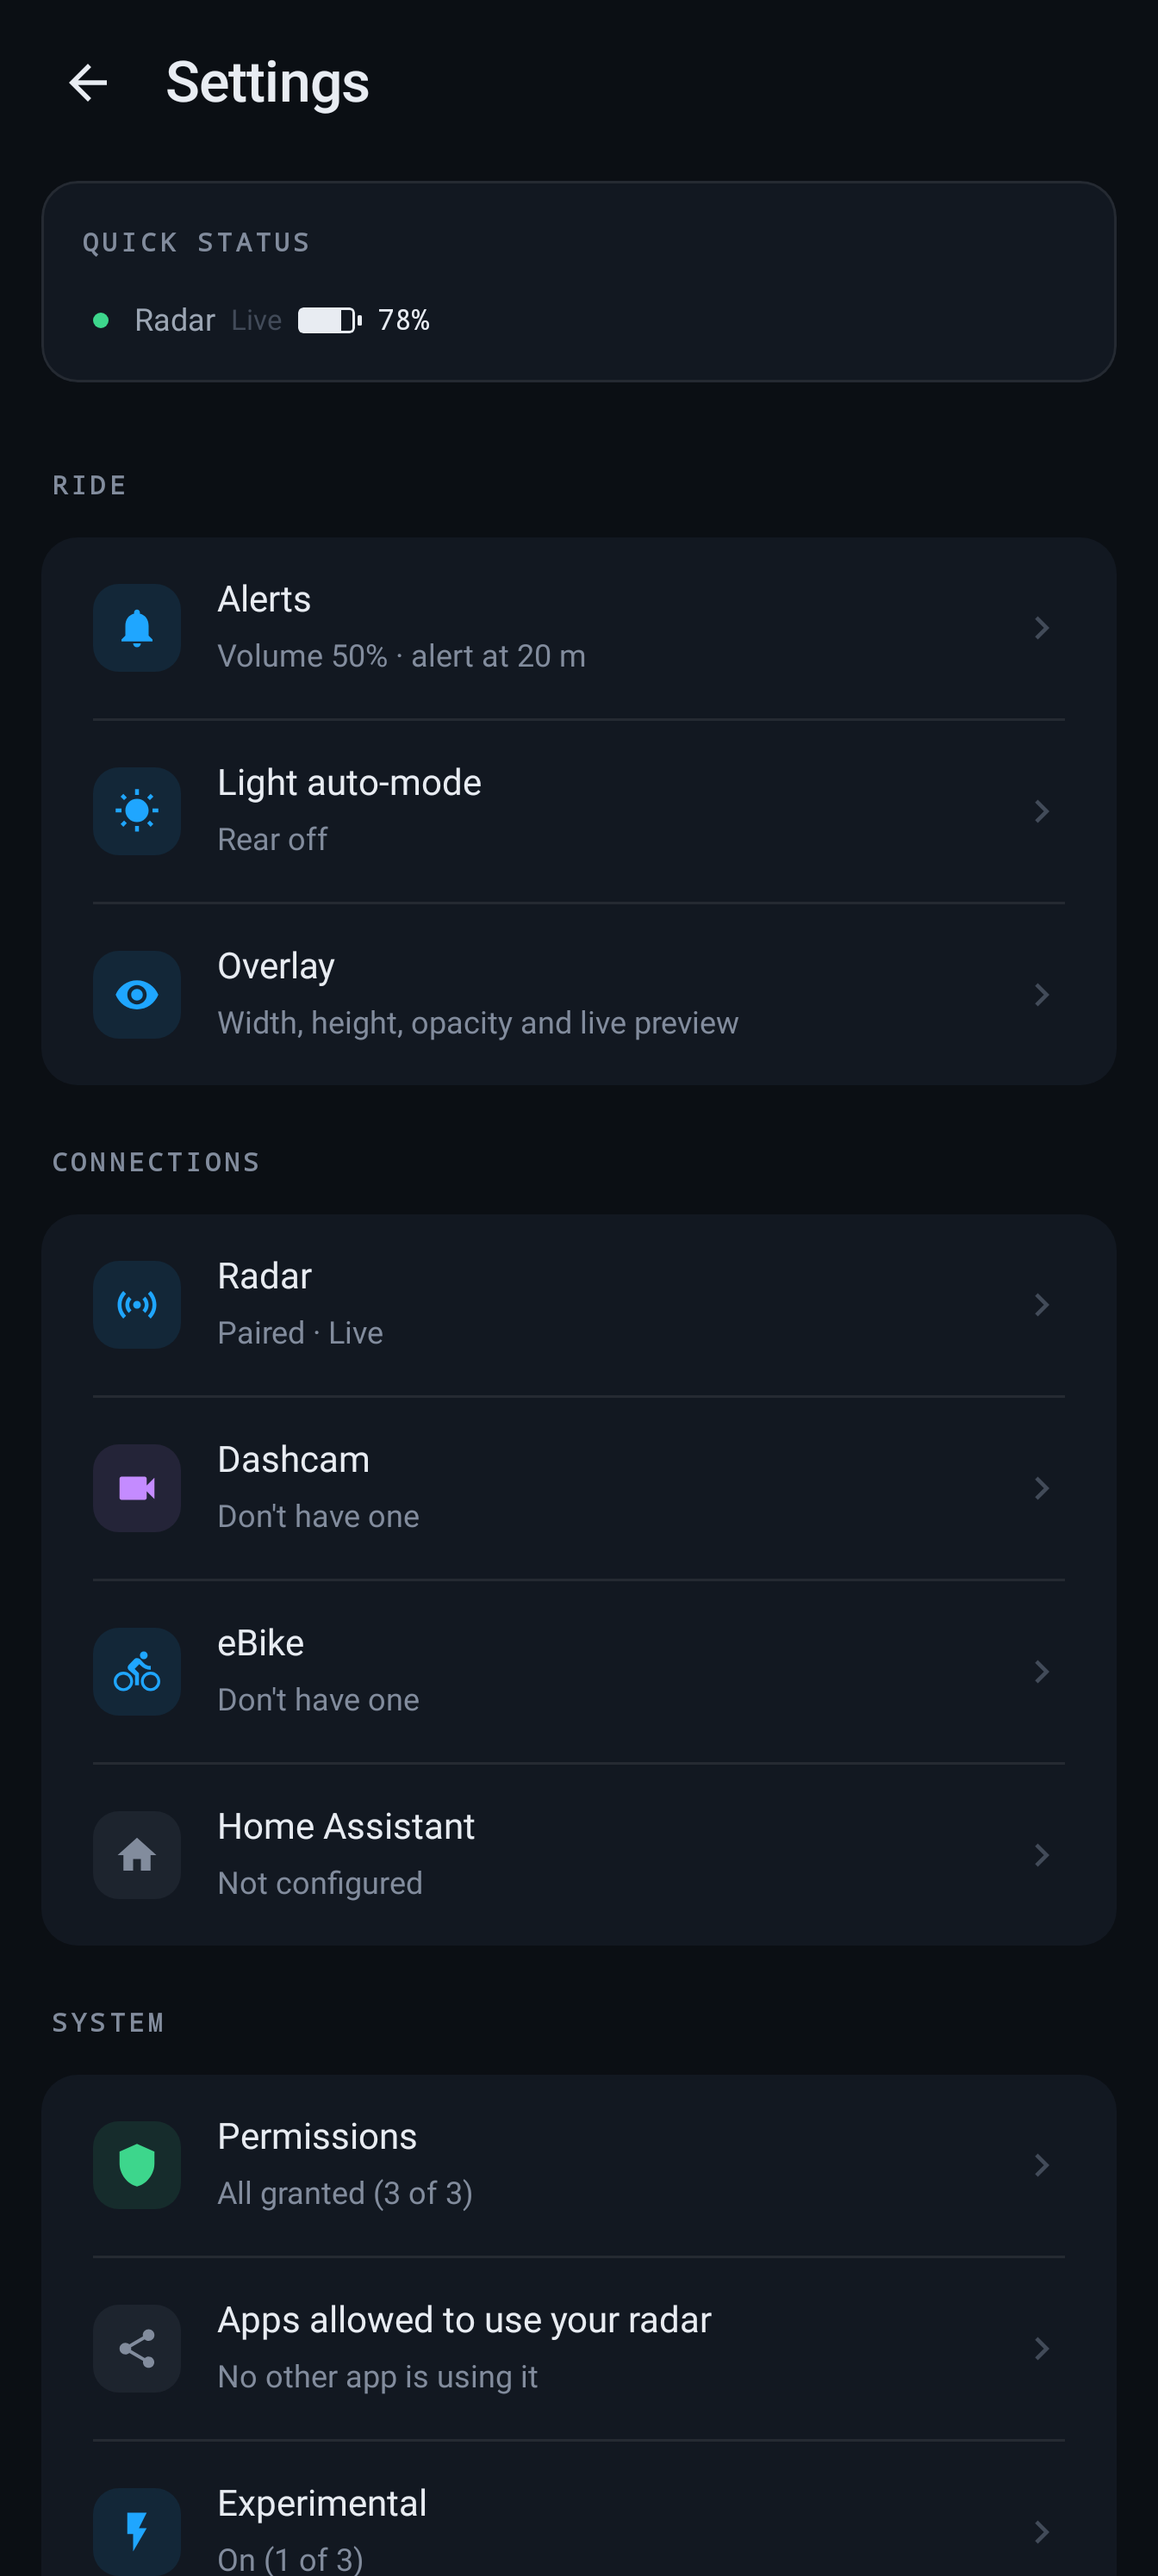 Settings
QUICK STATUS
Radar Live 78%
RIDE
Alerts
Volume 50% · alert at 20 m
Light auto-mode
Rear off
Overlay
Width, height, opacity and live preview
CONNECTIONS
Radar
Paired · Live
Dashcam
Don't have one
eBike
Don't have one
Home Assistant
Not configured
SYSTEM
Permissions
All granted (3 of 3)
Apps allowed to use your radar
No other app is using it
Experimental
On (1 of 3)